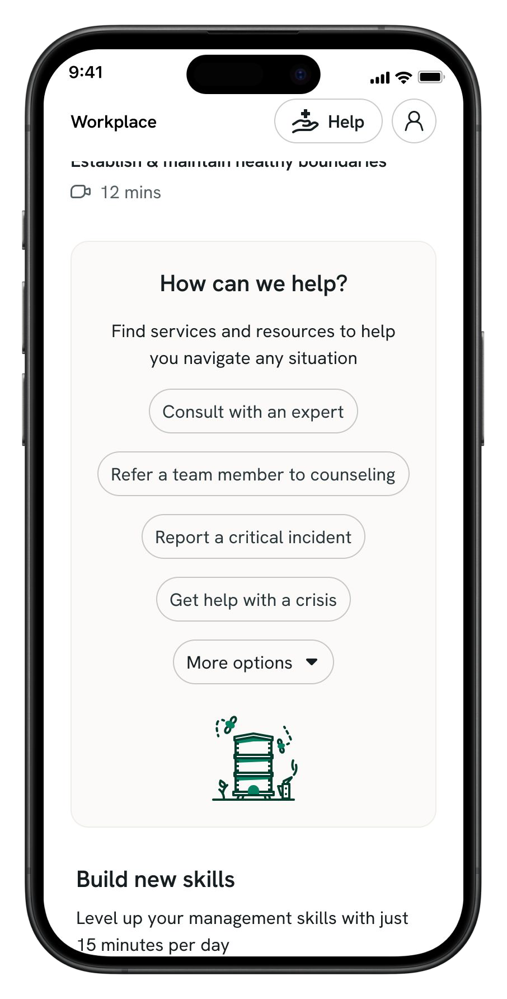 9:41
Workplace
Help
Establish & maintain healthy boundaries
12 mins
How can we help?
Find services and resources to help
you navigate any situation
Consult with an expert
Refer a team member to counseling
Report a critical incident
Get help with a crisis
More options
Build new skills
Level up your management skills with just
15 minutes per day